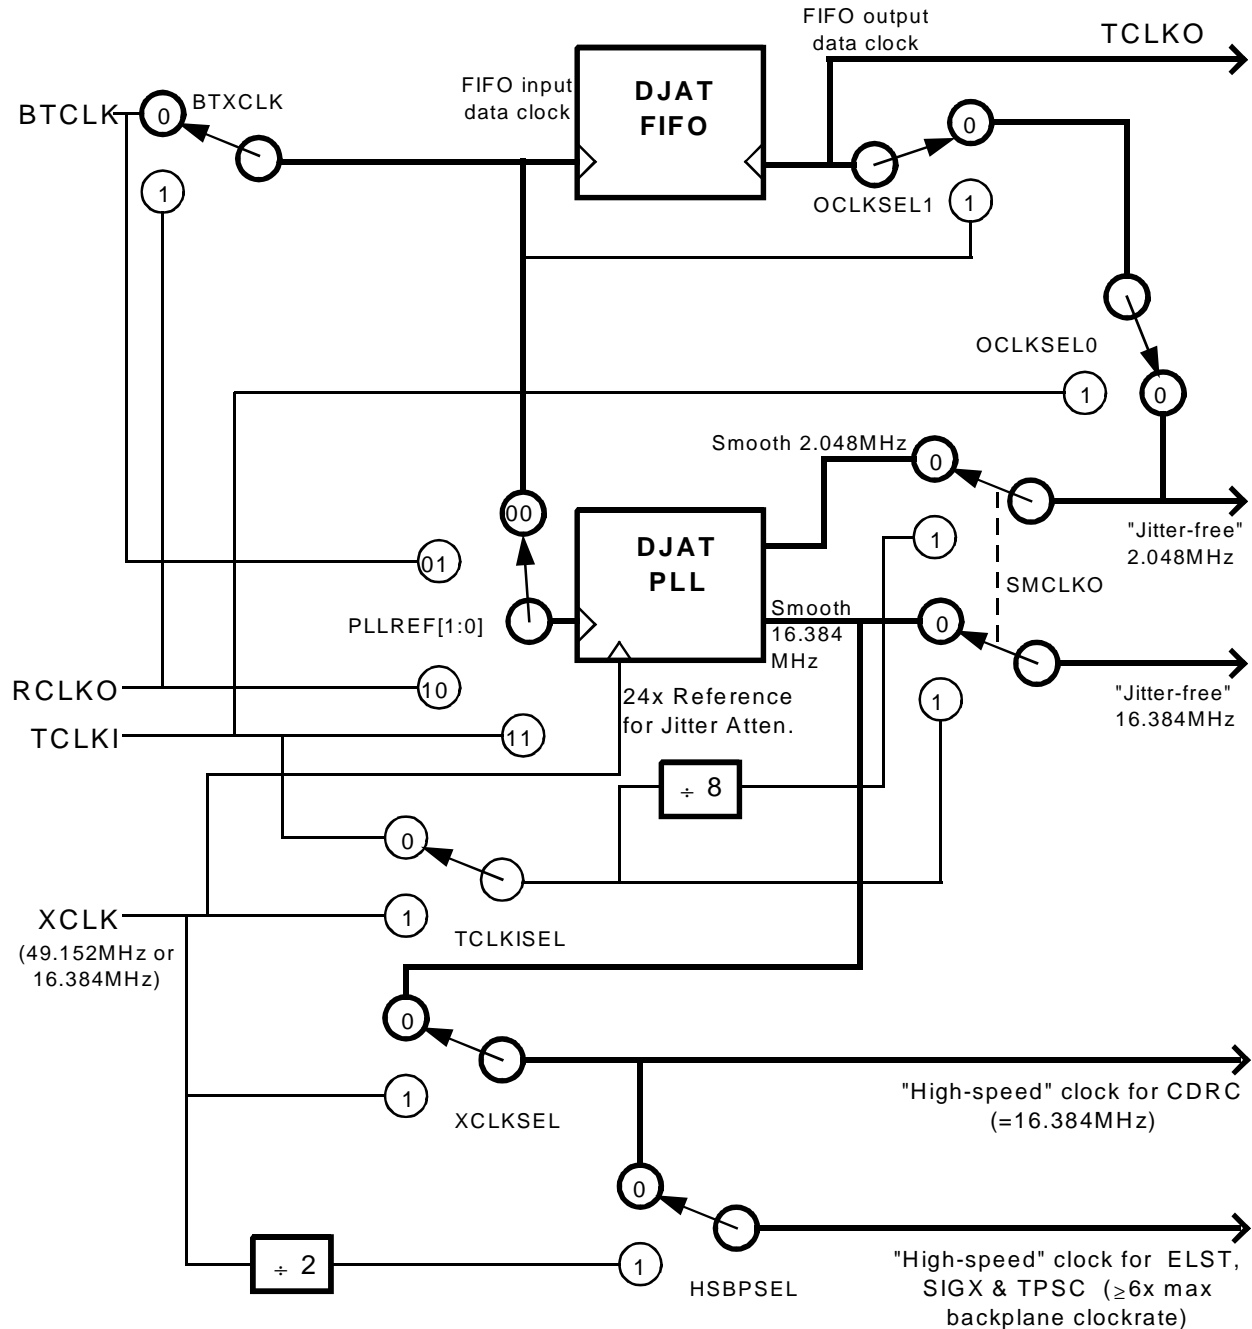 FIFO output
data clock
TCLKO
FIFO input
data clock
DJAT
FIFO
BTCLK
0
BTXCLK
0
1
OCLKSEL1
1
OCLKSEL0
1
0
Smooth 2.048MHz
0
00
"Jitter-free"
2.048MHz
01
DJAT
PLL
1
SMCLKO
PLLREF[1:0]
Smooth
16.384
MHz
0
RCLKO
10
24x Reference
for Jitter Atten.
1
"Jitter-free"
16.384MHz
TCLKI
11
÷ 8
0
XCLK
(49.152MHz or
16.384MHz)
1
TCLKISEL
0
1
XCLKSEL
"High-speed" clock for CDRC
(=16.384MHz)
0
÷ 2
1
HSBPSEL
"High-speed" clock for ELST,
SIGX & TPSC (≥6x max
backplane clockrate)